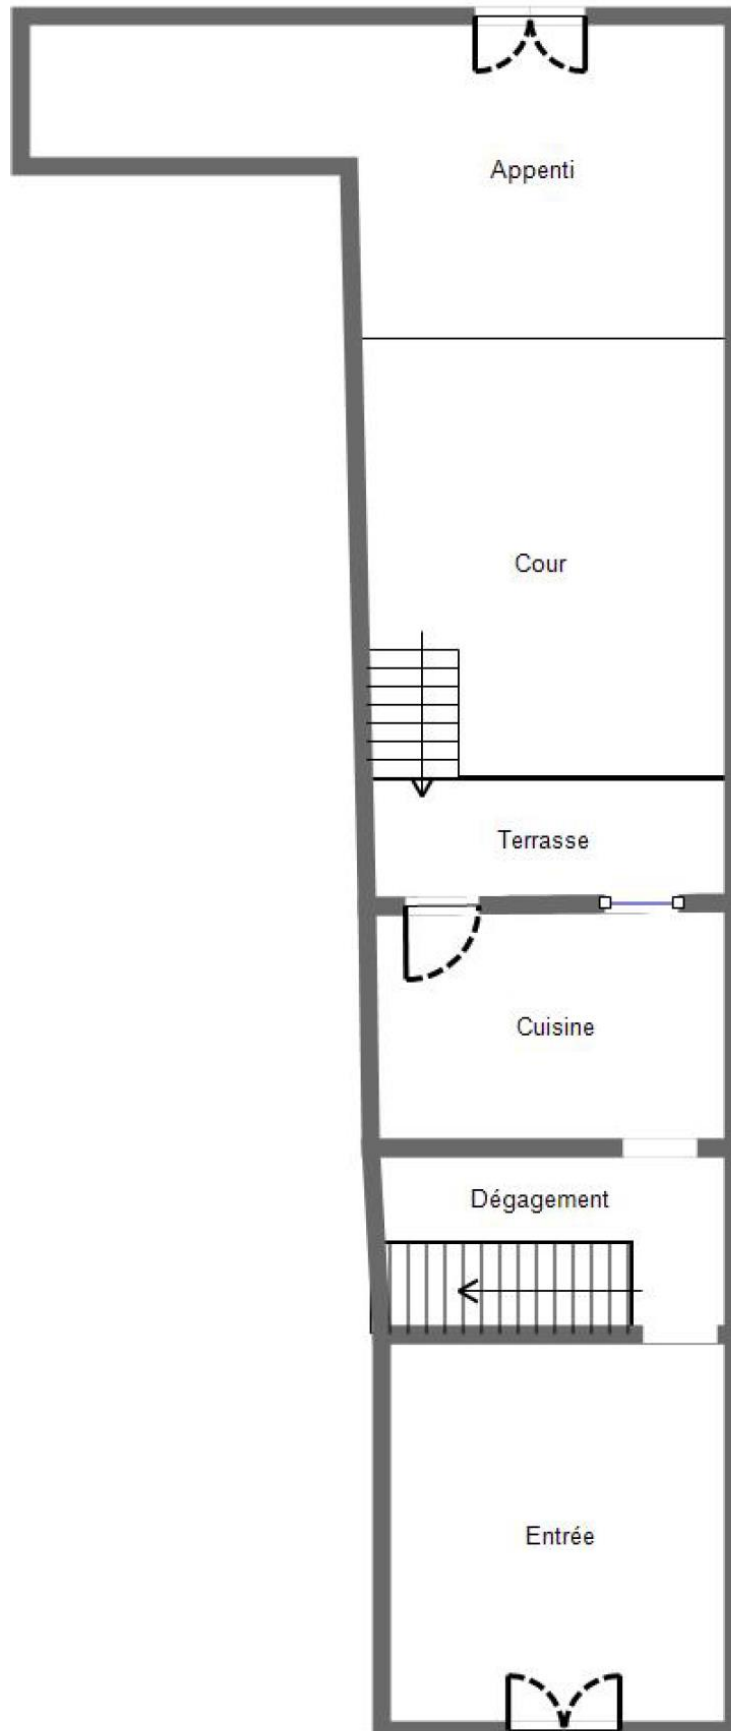 Appenti
Cour
Terrasse
Cuisine
Dégagement
Entrée